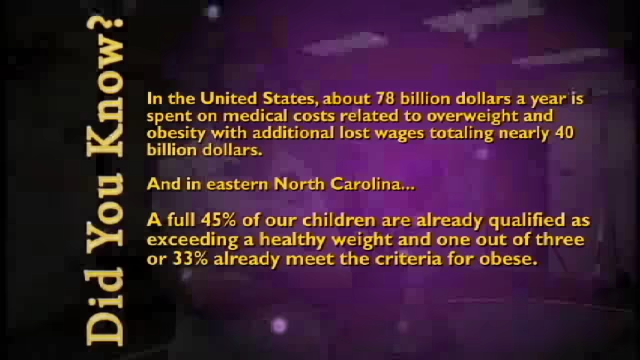 Did You Know?
In the United States, about 78 billion dollars a year is
spent on medical costs related to overweight and
obesity with additional lost wages totaling nearly 40
billion dollars.
And in eastern North Carolina...
A full 45% of our children are already qualified as
exceeding a healthy weight and one out of three
or 33% already meet the criteria for obese.